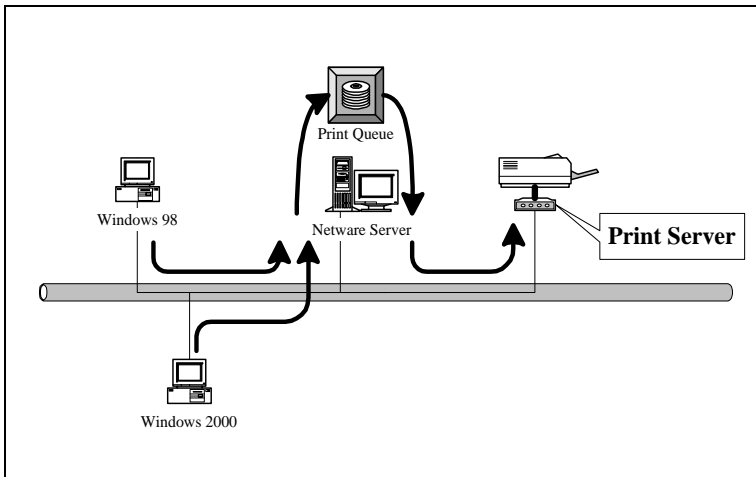 Print Queue
Windows 98
Netware Server
Print Server
Windows 2000